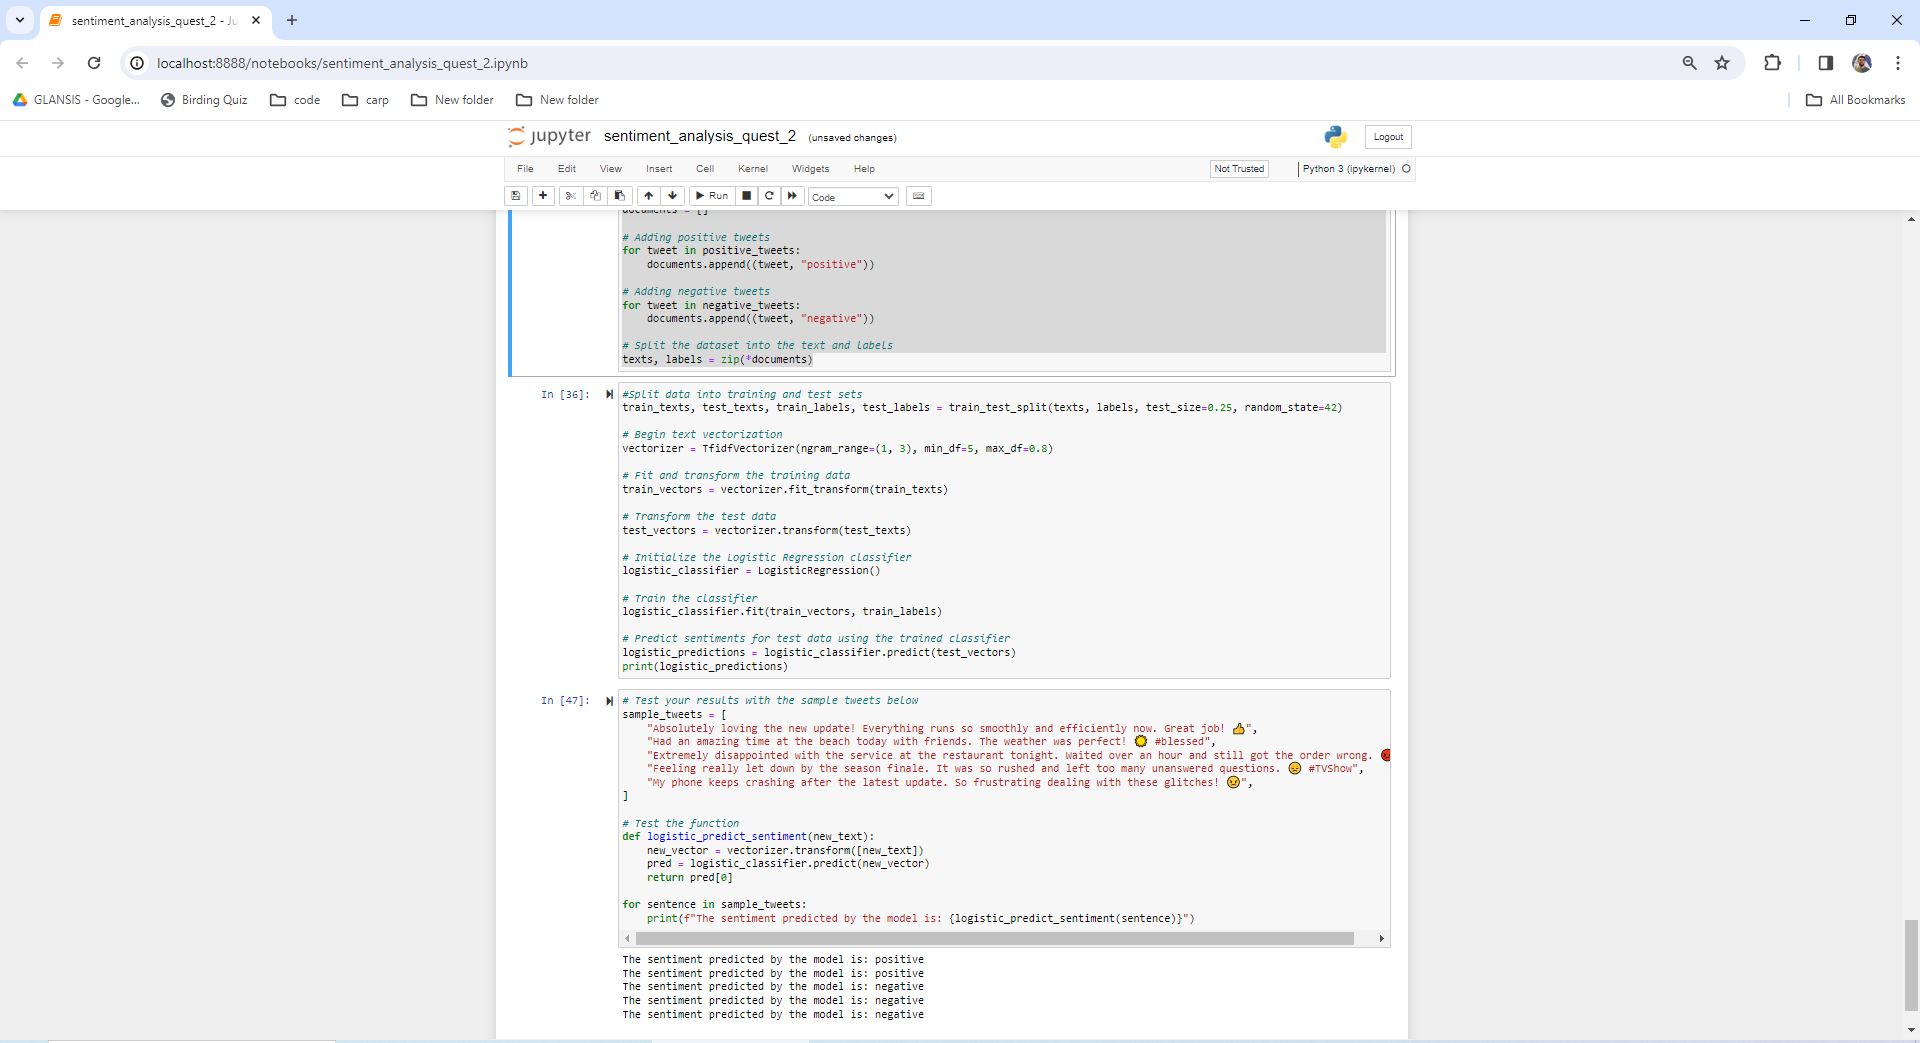 sentiment_analysis_quest_2 - Ju
localhost:8888/notebooks/sentiment_analysis_quest_2.ipynb
GLANSIS - Google... Birding Quiz code carp New folder New folder All Bookmarks
jupyter sentiment_analysis_quest_2 (unsaved changes) Logout
File Edit View Insert Cell Kernel Widgets Help Not Trusted Python 3 (ipykernel)
Run Code
documents = []
# Adding positive tweets
for tweet in positive_tweets:
documents.append((tweet, "positive"))
# Adding negative tweets
for tweet in negative_tweets:
documents.append((tweet, "negative"))
# Split the dataset into the text and labels
texts, labels = zip(*documents)
In [36]: #Split data into training and test sets
train_texts, test_texts, train_labels, test_labels = train_test_split(texts, labels, test_size=0.25, random_state=42)
# Begin text vectorization
vectorizer = TfidfVectorizer(ngram_range=(1, 3), min_df=5, max_df=0.8)
# Fit and transform the training data
train_vectors = vectorizer.fit_transform(train_texts)
# Transform the test data
test_vectors = vectorizer.transform(test_texts)
# Initialize the Logistic Regression classifier
logistic_classifier = LogisticRegression()
# Train the classifier
logistic_classifier.fit(train_vectors, train_labels)
# Predict sentiments for test data using the trained classifier
logistic_predictions = logistic_classifier.predict(test_vectors)
print(logistic_predictions)
In [47]: # Test your results with the sample tweets below
sample_tweets = [
"Absolutely loving the new update! Everything runs so smoothly and efficiently now. Great job! 👍",
"Had an amazing time at the beach today with friends. The weather was perfect! ☀️ #blessed",
"Extremely disappointed with the service at the restaurant tonight. Waited over an hour and still got the order wrong. 😡
"Feeling really let down by the season finale. It was so rushed and left too many unanswered questions. 😞 #TVShow",
"My phone keeps crashing after the latest update. So frustrating dealing with these glitches! 😠",
]
# Test the function
def logistic_predict_sentiment(new_text):
new_vector = vectorizer.transform([new_text])
pred = logistic_classifier.predict(new_vector)
return pred[0]
for sentence in sample_tweets:
print(f"The sentiment predicted by the model is: {logistic_predict_sentiment(sentence)}")
The sentiment predicted by the model is: positive
The sentiment predicted by the model is: positive
The sentiment predicted by the model is: negative
The sentiment predicted by the model is: negative
The sentiment predicted by the model is: negative